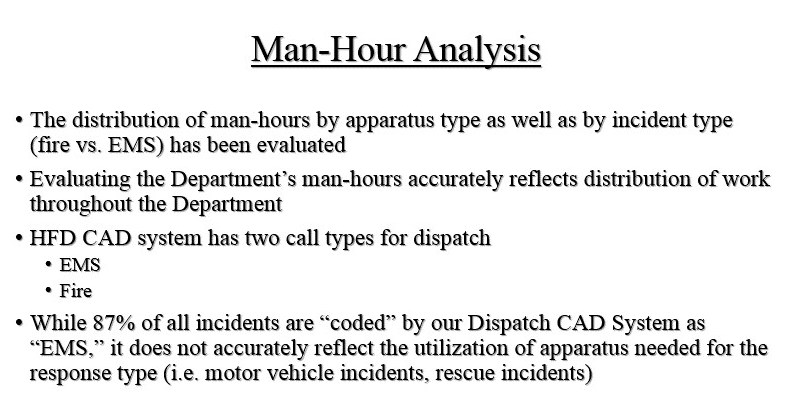 Man-Hour Analysis
• The distribution of man-hours by apparatus type as well as by incident type
(fire vs. EMS) has been evaluated
• Evaluating the Department’s man-hours accurately reflects distribution of work
throughout the Department
• HFD CAD system has two call types for dispatch
• EMS
• Fire
• While 87% of all incidents are “coded” by our Dispatch CAD System as
“EMS,” it does not accurately reflect the utilization of apparatus needed for the
response type (i.e. motor vehicle incidents, rescue incidents)